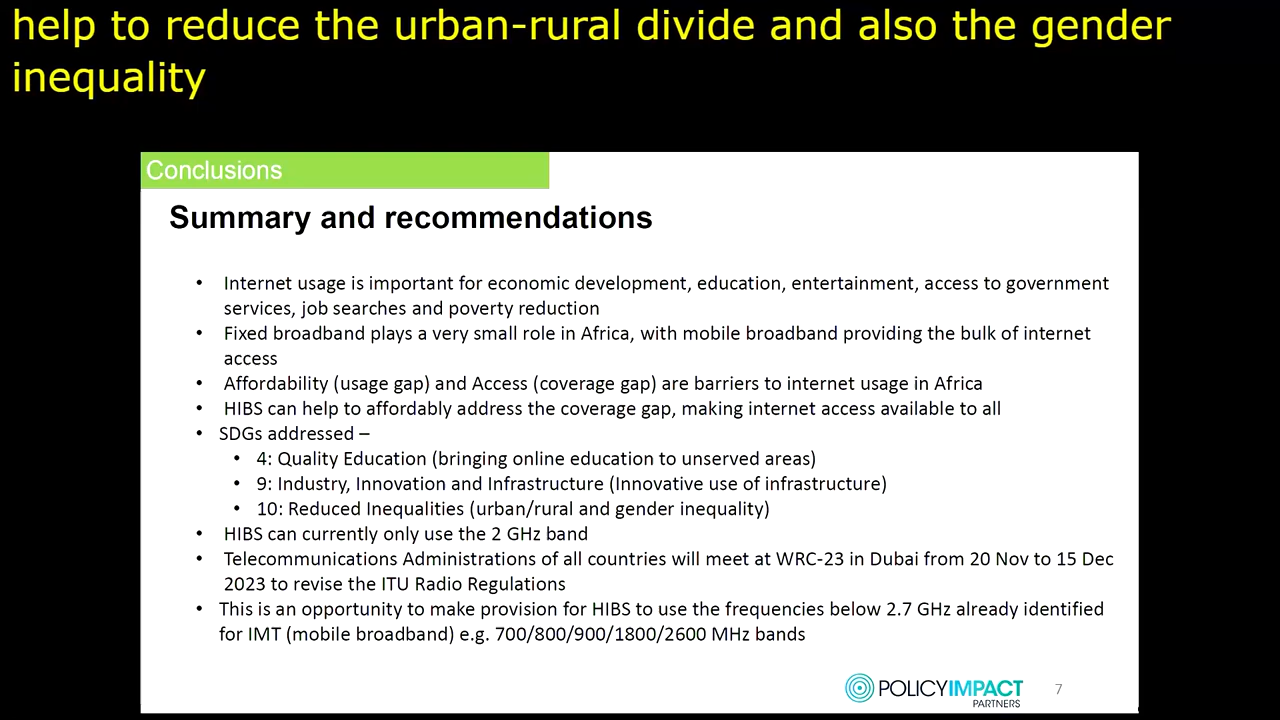 help to reduce the urban-rural divide and also the gender
inequality
Conclusions
Summary and recommendations
• Internet usage is important for economic development, education, entertainment, access to government
services, job searches and poverty reduction
• Fixed broadband plays a very small role in Africa, with mobile broadband providing the bulk of internet
access
• Affordability (usage gap) and Access (coverage gap) are barriers to internet usage in Africa
• HIBS can help to affordably address the coverage gap, making internet access available to all
• SDGs addressed –
• 4: Quality Education (bringing online education to unserved areas)
• 9: Industry, Innovation and Infrastructure (Innovative use of infrastructure)
• 10: Reduced Inequalities (urban/rural and gender inequality)
• HIBS can currently only use the 2 GHz band
• Telecommunications Administrations of all countries will meet at WRC-23 in Dubai from 20 Nov to 15 Dec
2023 to revise the ITU Radio Regulations
• This is an opportunity to make provision for HIBS to use the frequencies below 2.7 GHz already identified
for IMT (mobile broadband) e.g. 700/800/900/1800/2600 MHz bands
POLICYIMPACT
PARTNERS
7